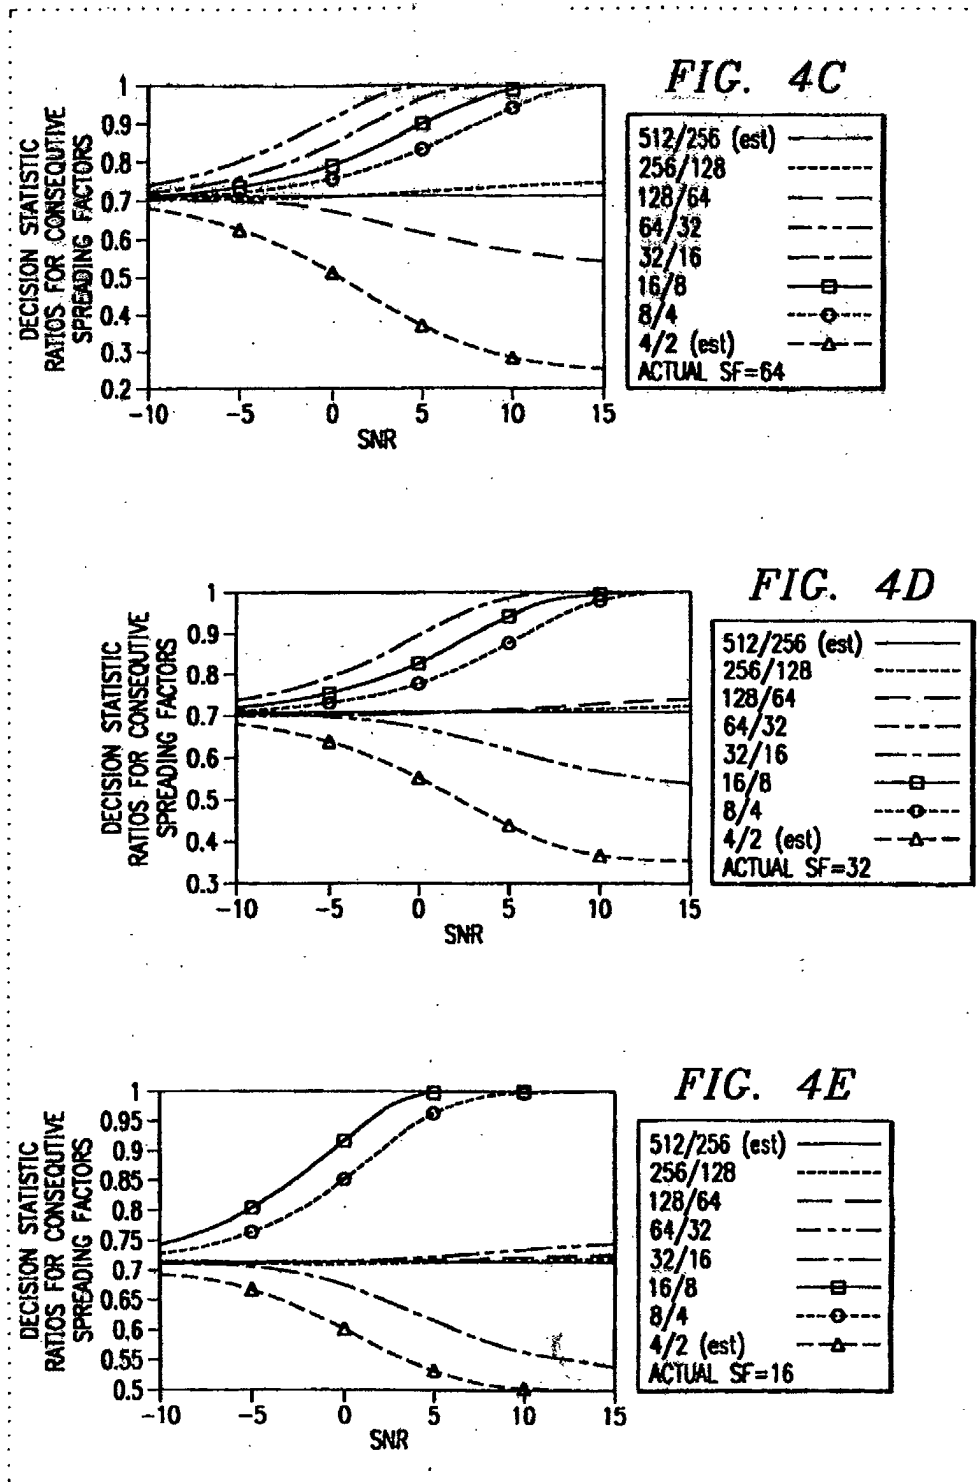 FIG. 4C
DECISION STATISTIC
RATIOS FOR CONSEQUTIVE
SPREADING FACTORS
1
0.9
0.8
0.7
0.6
0.5
0.4
0.3
0.2
-10 -5 0 5 10 15
SNR
512/256 (est)
256/128
128/64
64/32
32/16
16/8
8/4
4/2 (est)
ACTUAL SF=64
FIG. 4D
DECISION STATISTIC
RATIOS FOR CONSEQUTIVE
SPREADING FACTORS
1
0.9
0.8
0.7
0.6
0.5
0.4
0.3
-10 -5 0 5 10 15
SNR
512/256 (est)
256/128
128/64
64/32
32/16
16/8
8/4
4/2 (est)
ACTUAL SF=32
FIG. 4E
DECISION STATISTIC
RATIOS FOR CONSEQUTIVE
SPREADING FACTORS
1
0.95
0.9
0.85
0.8
0.75
0.7
0.65
0.6
0.55
0.5
-10 -5 0 5 10 15
SNR
512/256 (est)
256/128
128/64
64/32
32/16
16/8
8/4
4/2 (est)
ACTUAL SF=16